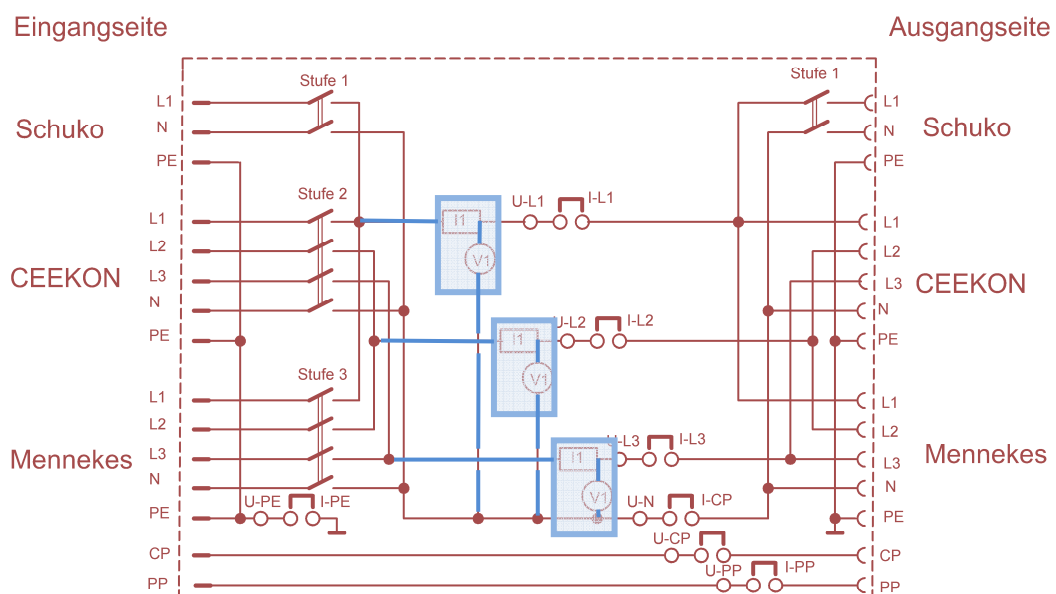 Eingangseite
Ausgangseite
Stufe 1
Stufe 1
L1
L1
Schuko
N
N
Schuko
PE
PE
Stufe 2
U-L1
I-L1
L1
I1
L1
L2
L2
V1
CEEKON
L3
L3
CEEKON
N
N
U-L2
I-L2
PE
I1
PE
Stufe 3
V1
L1
L1
L2
L2
U-L3
I-L3
Mennekes
L3
I1
L3
Mennekes
N
N
V1
U-PE
I-PE
U-N
I-CP
PE
PE
U-CP
CP
CP
U-PP
I-PP
PP
PP